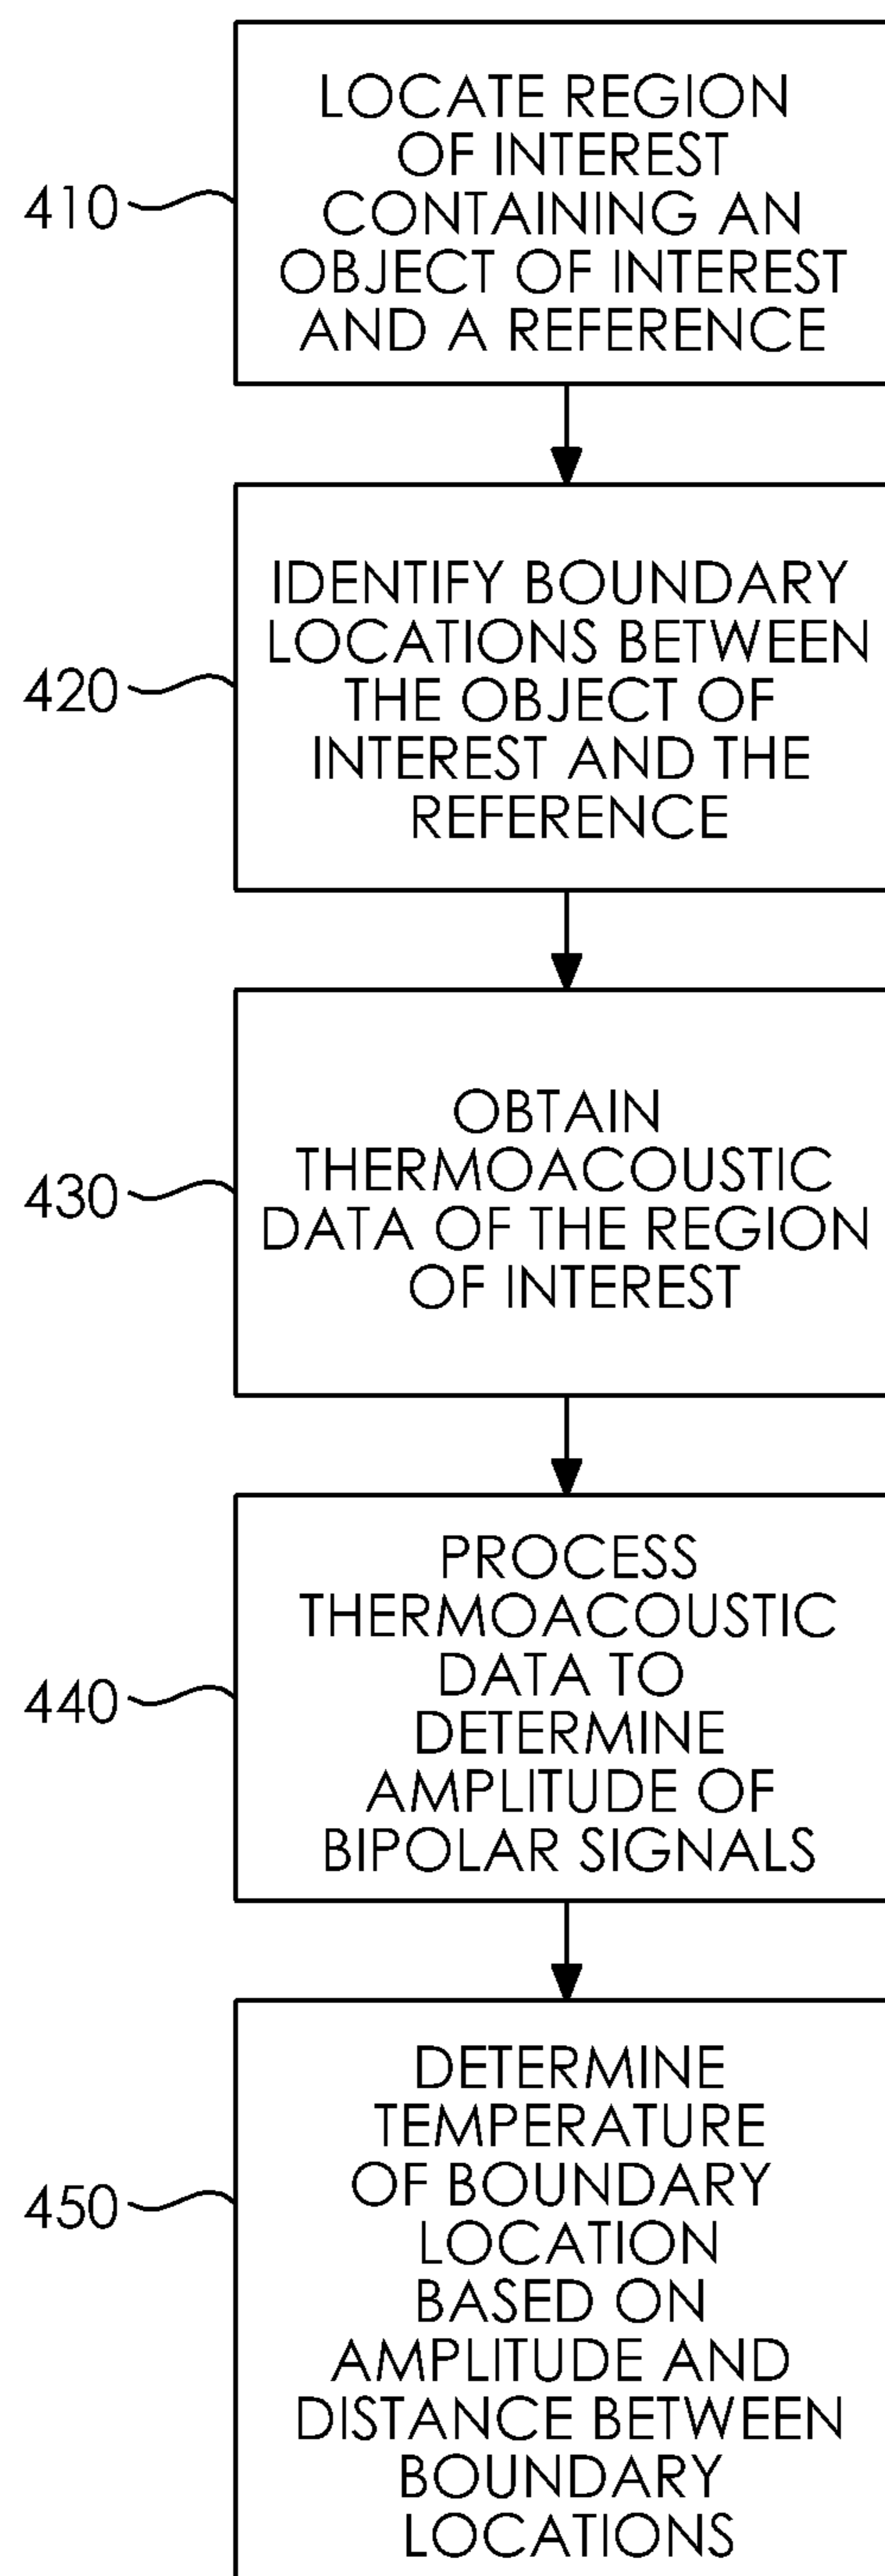 LOCATE REGION
OF INTEREST
CONTAINING AN
OBJECT OF INTEREST
AND A REFERENCE
410
IDENTIFY BOUNDARY
LOCATIONS BETWEEN
THE OBJECT OF
INTEREST AND THE
REFERENCE
420
OBTAIN
THERMOACOUSTIC
DATA OF THE REGION
OF INTEREST
430
PROCESS
THERMOACOUSTIC
DATA TO
DETERMINE
AMPLITUDE OF
BIPOLAR SIGNALS
440
DETERMINE
TEMPERATURE
OF BOUNDARY
LOCATION
BASED ON
AMPLITUDE AND
DISTANCE BETWEEN
BOUNDARY
LOCATIONS
450